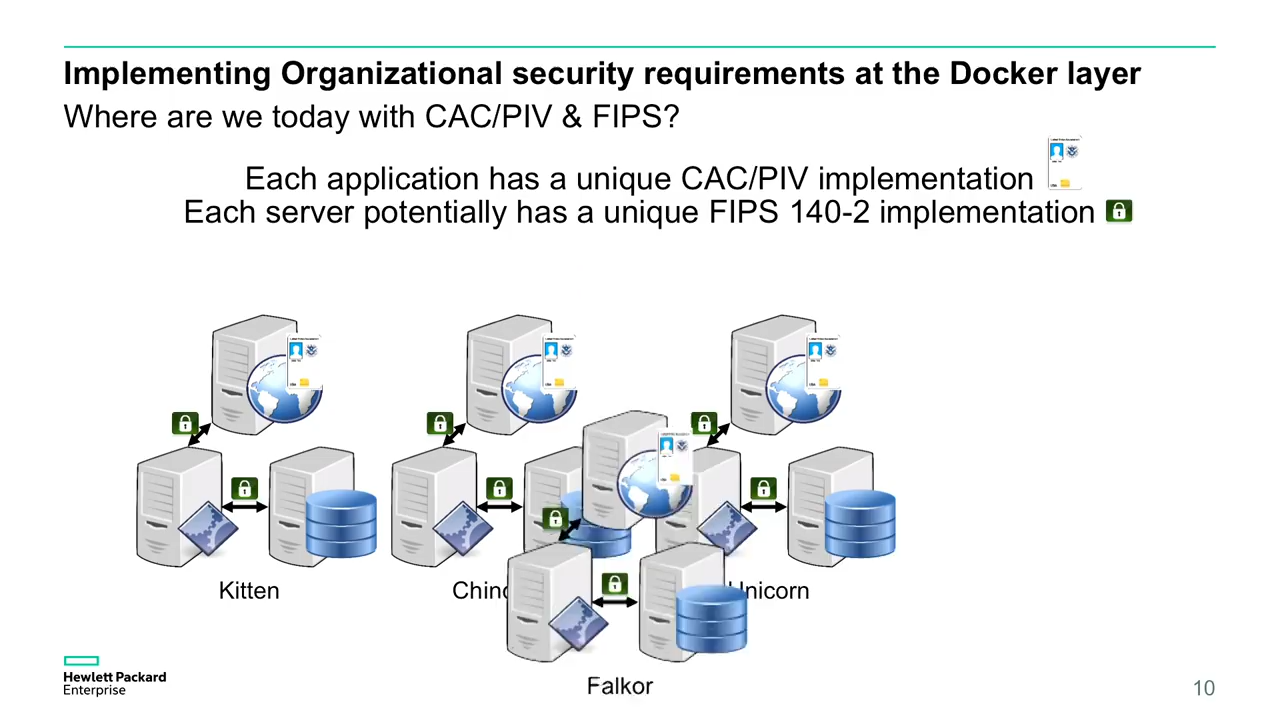 Implementing Organizational security requirements at the Docker layer
Where are we today with CAC/PIV & FIPS?
Each application has a unique CAC/PIV implementation
Each server potentially has a unique FIPS 140-2 implementation
Kitten
Unicorn
Falkor
Hewlett Packard
Enterprise
10